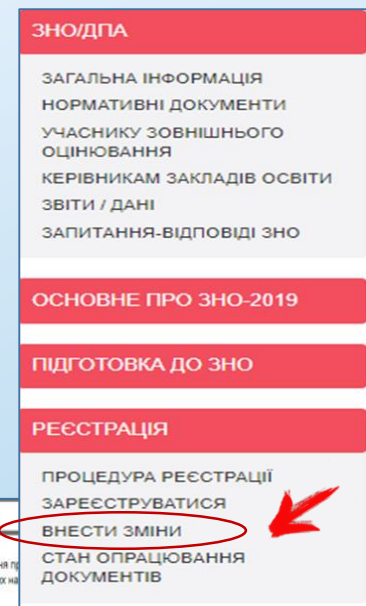 ЗНО/ДПА
ЗАГАЛЬНА ІНФОРМАЦІЯ
НОРМАТИВНІ ДОКУМЕНТИ
УЧАСНИКУ ЗОВНІШНЬОГО
ОЦІНЮВАННЯ
КЕРІВНИКАМ ЗАКЛАДІВ ОСВІТИ
ЗВІТИ / ДАНІ
ЗАПИТАННЯ-ВІДПОВІДІ ЗНО
ОСНОВНЕ ПРО ЗНО-2019
ПІДГОТОВКА ДО ЗНО
РЕЄСТРАЦІЯ
ПРОЦЕДУРА РЕЄСТРАЦІЇ
ЗАРЕЄСТРУВАТИСЯ
ВНЕСТИ ЗМІНИ
СТАН ОПРАЦЮВАННЯ
ДОКУМЕНТІВ